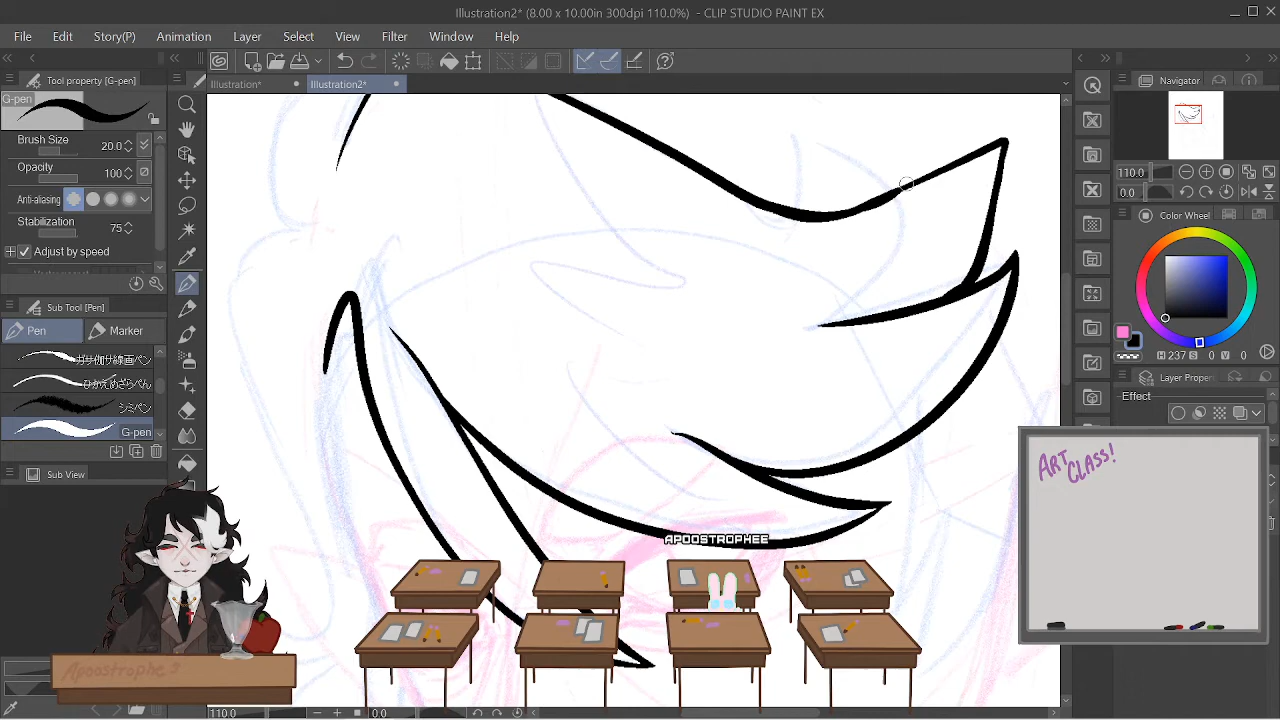 Illustration2* (8.00 x 10.00in 300dpi 110.0%) - CLIP STUDIO PAINT EX
File Edit Story(P) Animation Layer Select View Filter Window Help
Tool property [G-pen]
Illustration* Illustration2*
Navigator
G-pen
Brush Size 20.0
Opacity 100
Anti-aliasing
Stabilization 75
Adjust by speed
110.0
0.0
Color Wheel
Sub Tool [Pen]
Pen Marker
G-pen
H 237 S 0 V 0
Layer Proper
Effect
Sub View
ART CLASS!
APOOSTROPHEE
110.0 0.0